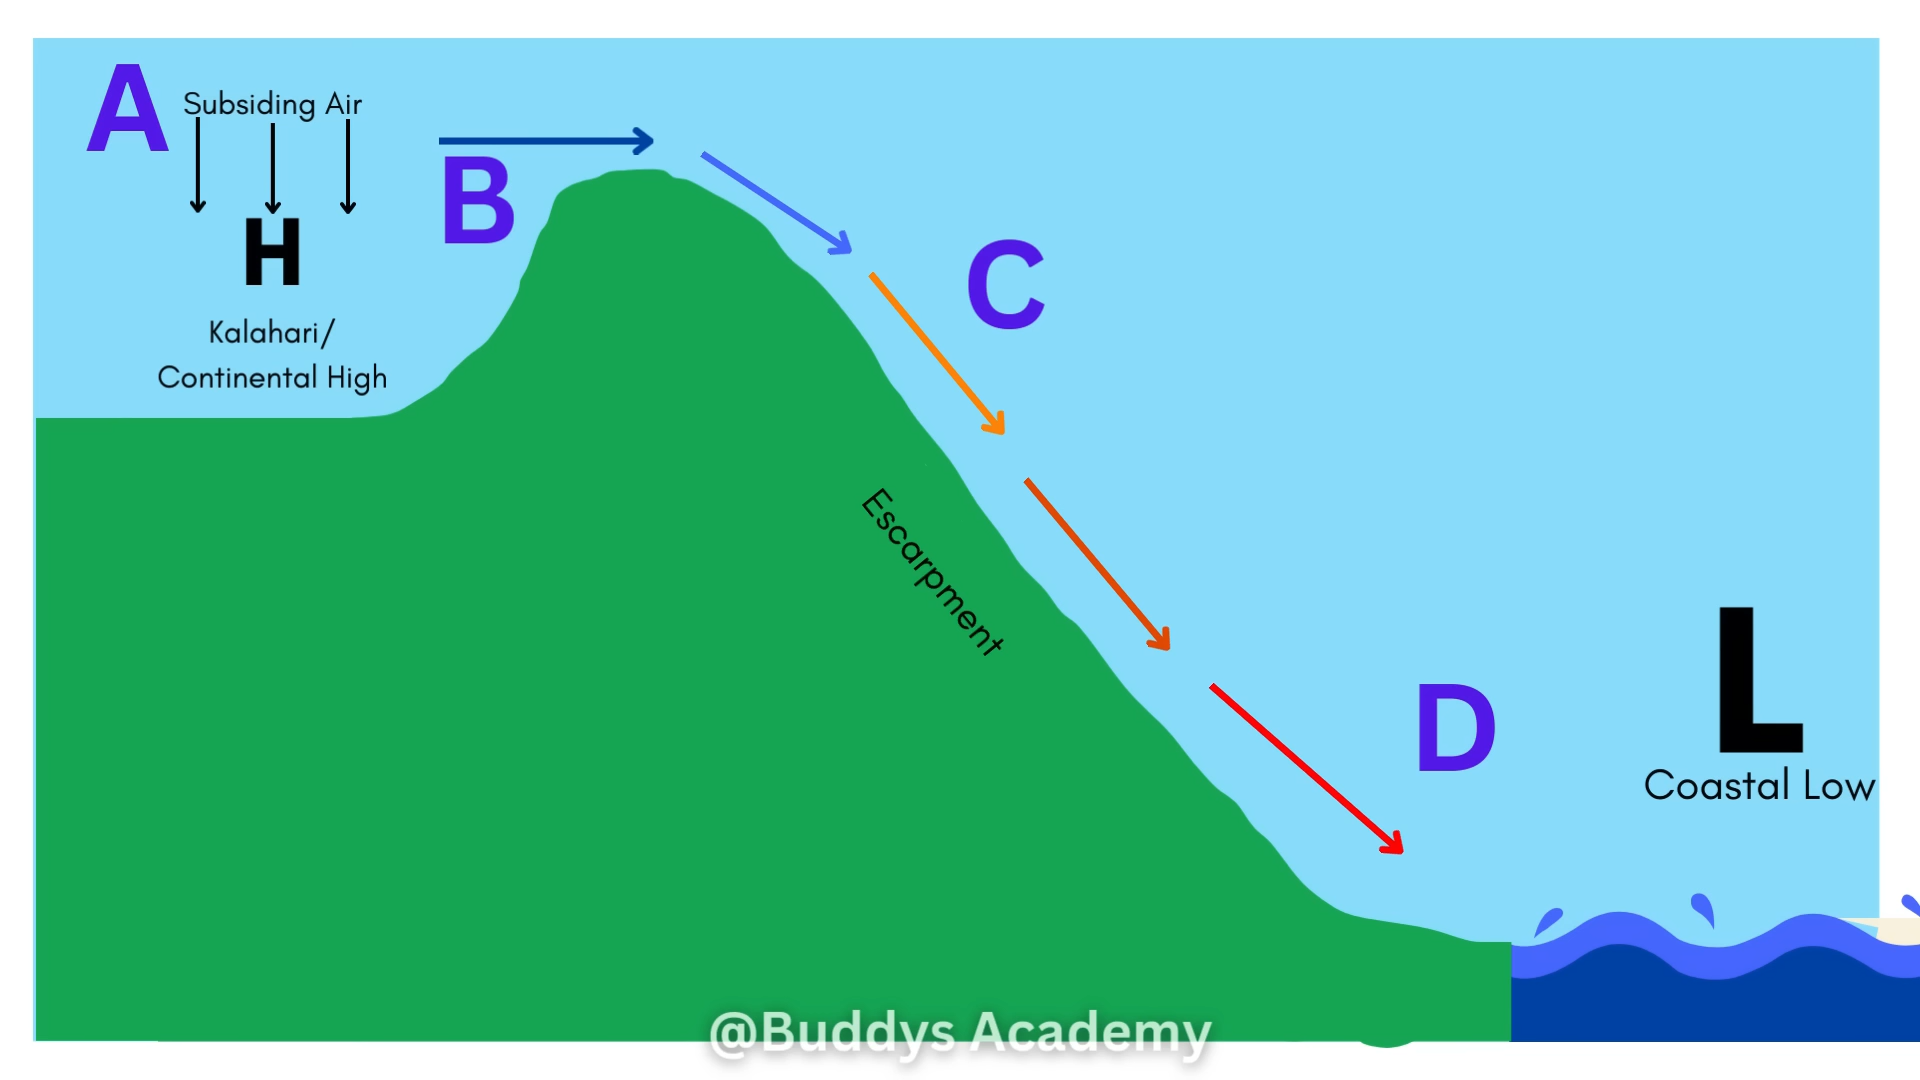 A
Subsiding Air
H
Kalahari/
Continental High
B
C
Escarpment
D
L
Coastal Low
@Buddys Academy